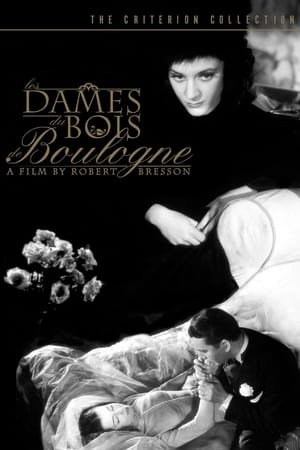 THE CRITERION COLLECTION
les
DAMES
du BOIS
de Boulogne
A FILM BY ROBERT BRESSON